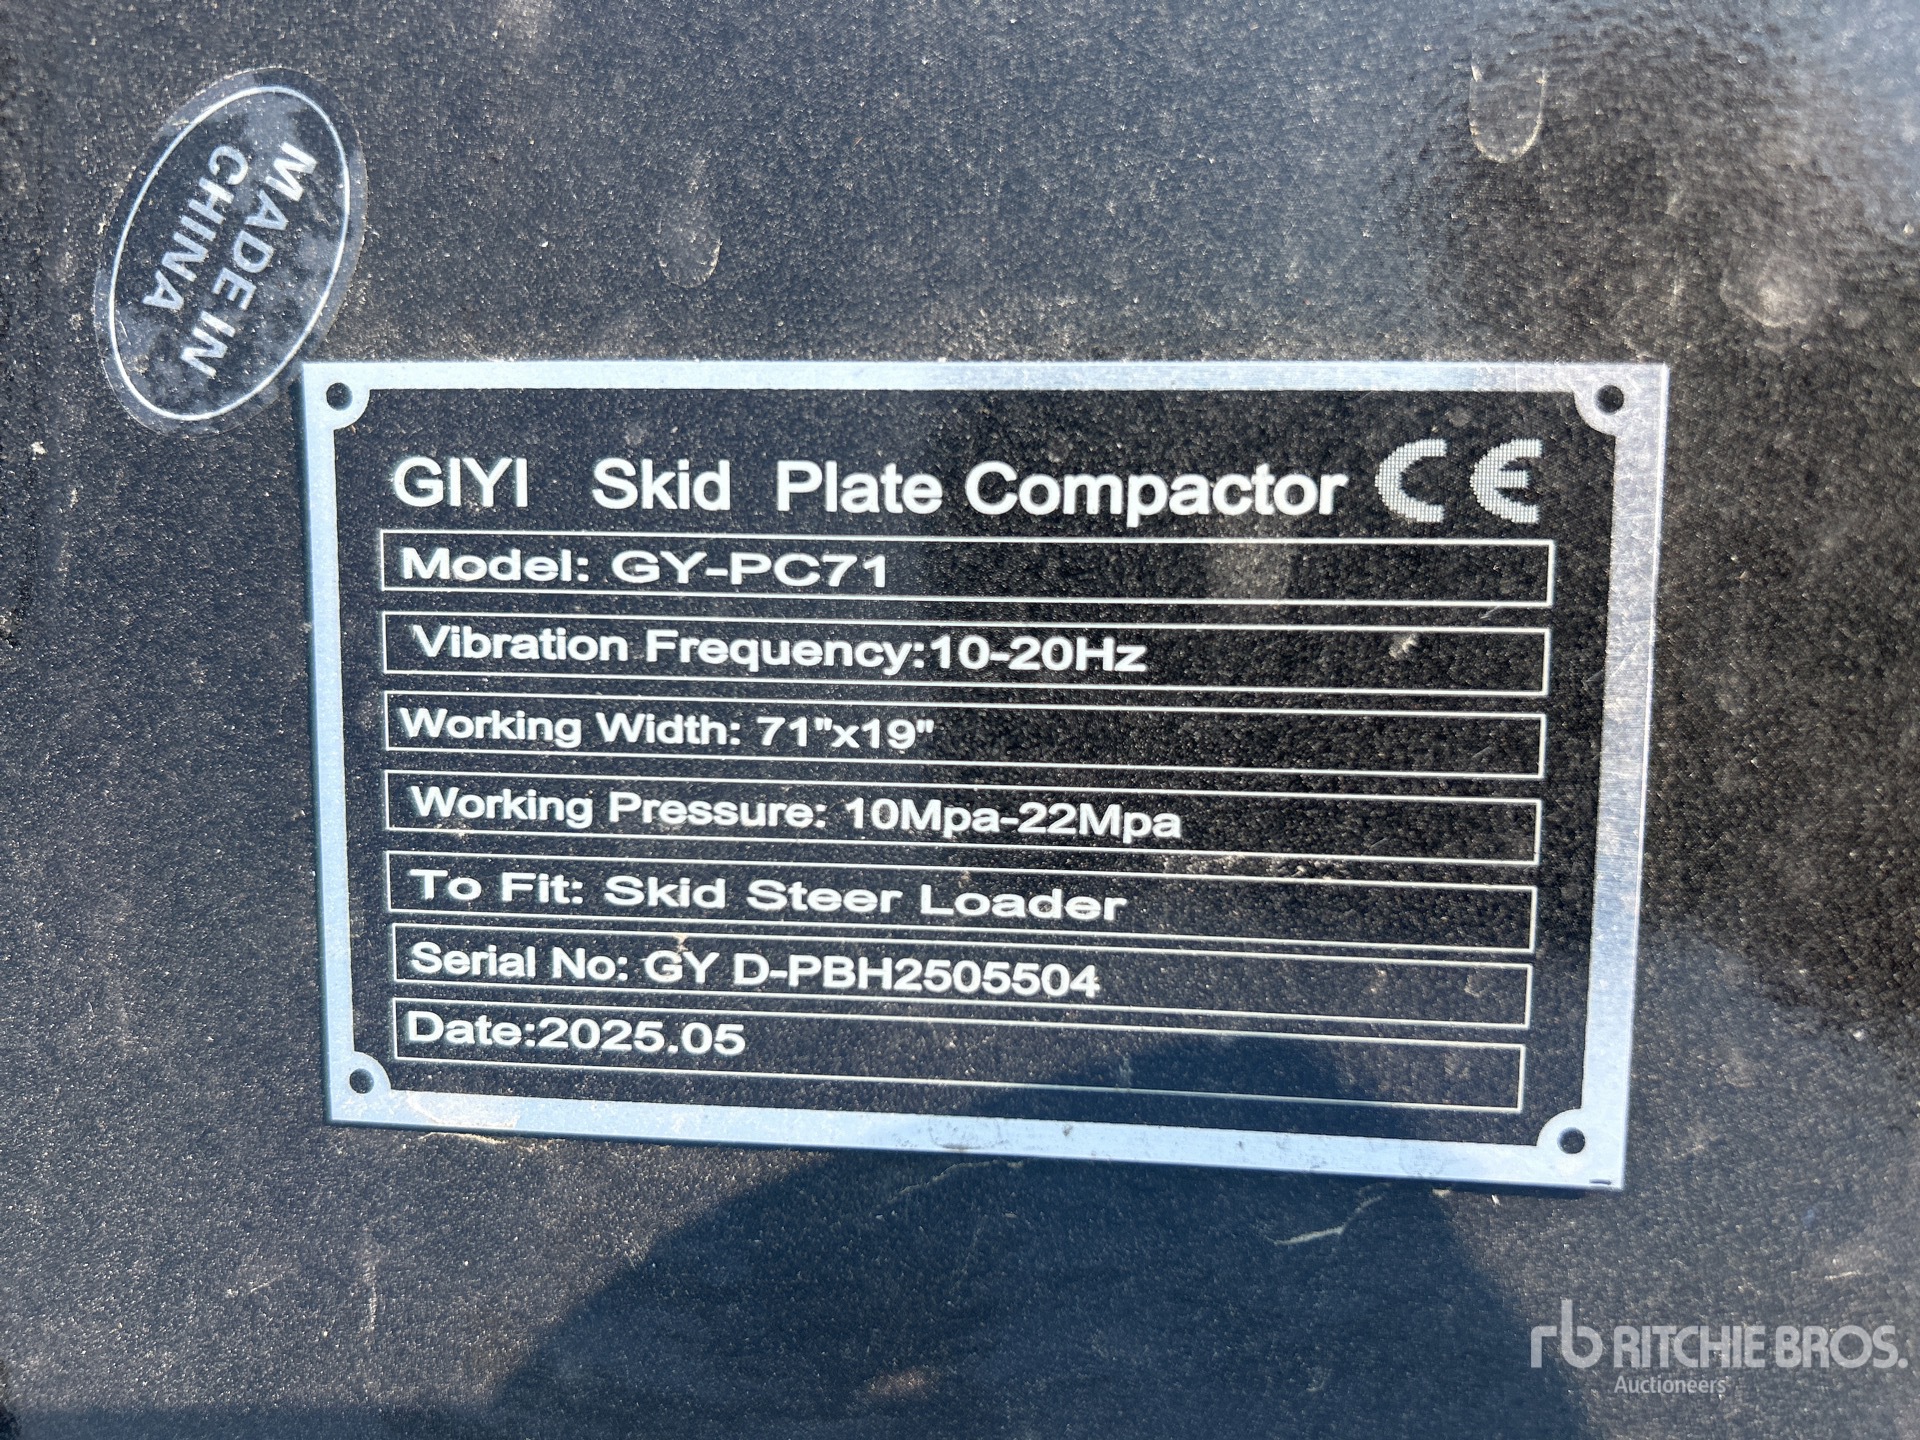 MADE IN
CHINA
GIYI Skid Plate Compactor CE
Model: GY-PC71
Vibration Frequency:10-20Hz
Working Width: 71"x19"
Working Pressure: 10Mpa-22Mpa
To Fit: Skid Steer Loader
Serial No: GY D-PBH2505504
Date:2025.05
rb RITCHIE BROS.
Auctioneers